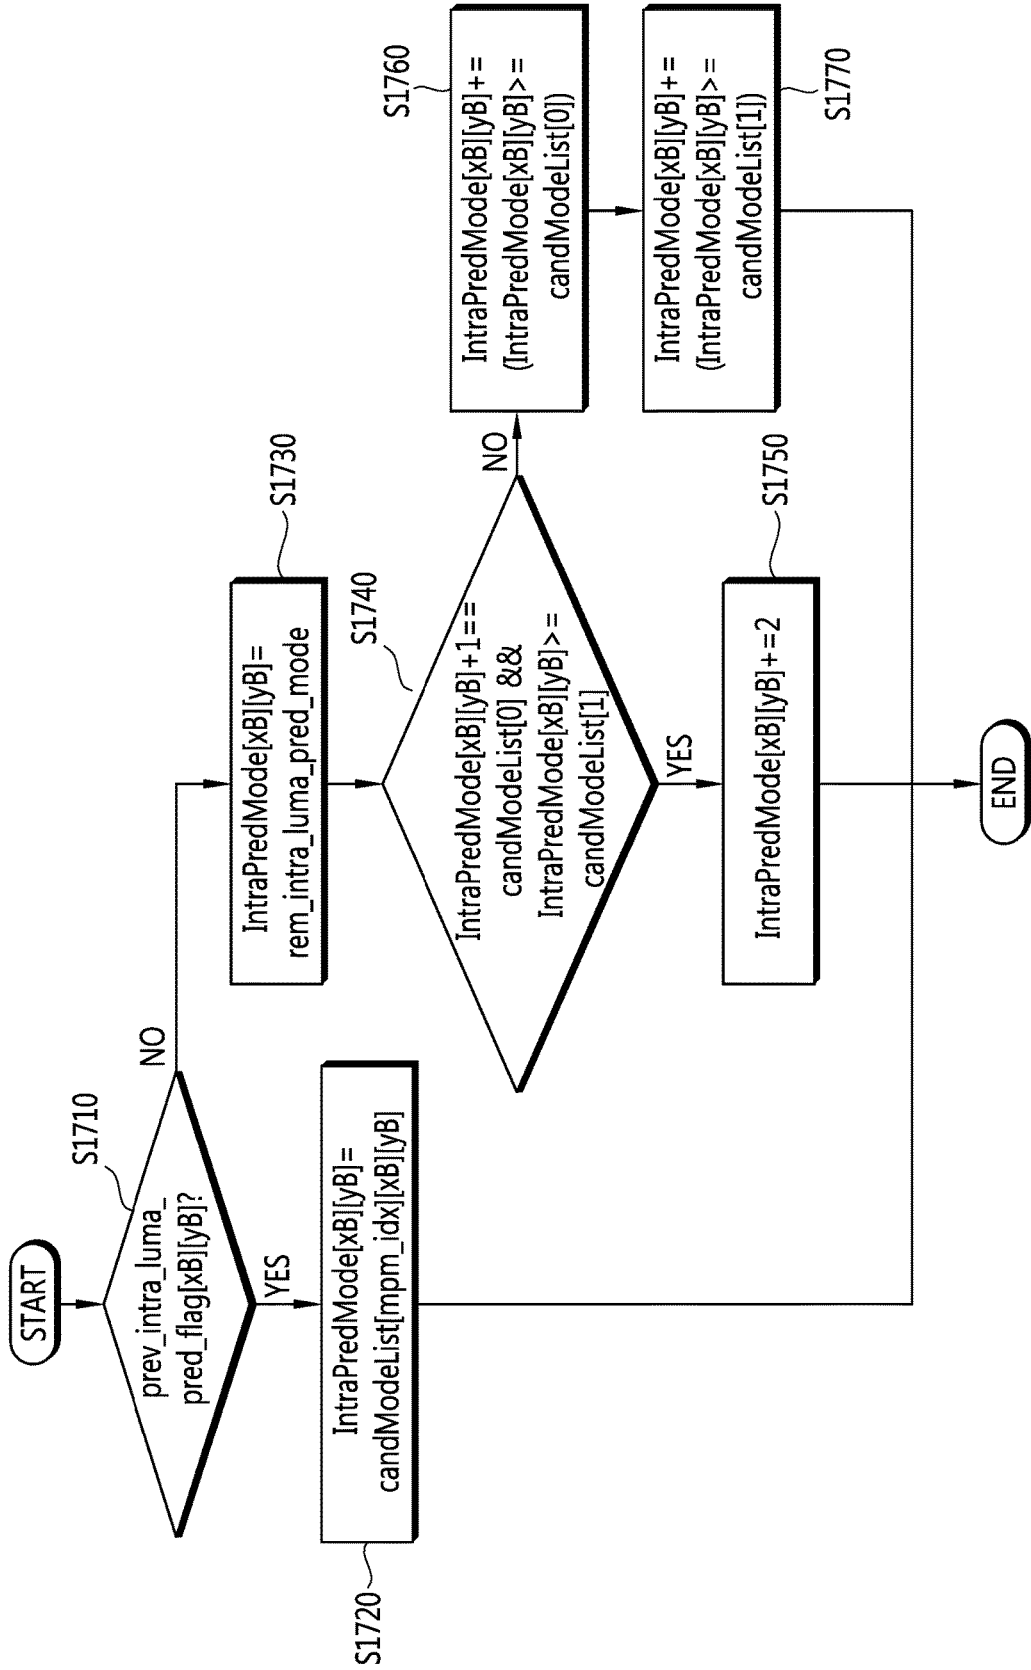 START
S1710
prev_intra_luma_
pred_flag[xB][yB]?
NO
YES
S1720
IntraPredMode[xB][yB]=
candModeList[mpm_idx][xB][yB]
S1730
IntraPredMode[xB][yB]=
rem_intra_luma_pred_mode
S1740
IntraPredMode[xB][yB]+1==
candModeList[0] &&
IntraPredMode[xB][yB]>=
candModeList[1]
NO
YES
S1750
IntraPredMode[xB][yB]+=2
S1760
IntraPredMode[xB][yB]+=
(IntraPredMode[xB][yB]>=
candModeList[0])
S1770
IntraPredMode[xB][yB]+=
(IntraPredMode[xB][yB]>=
candModeList[1])
END